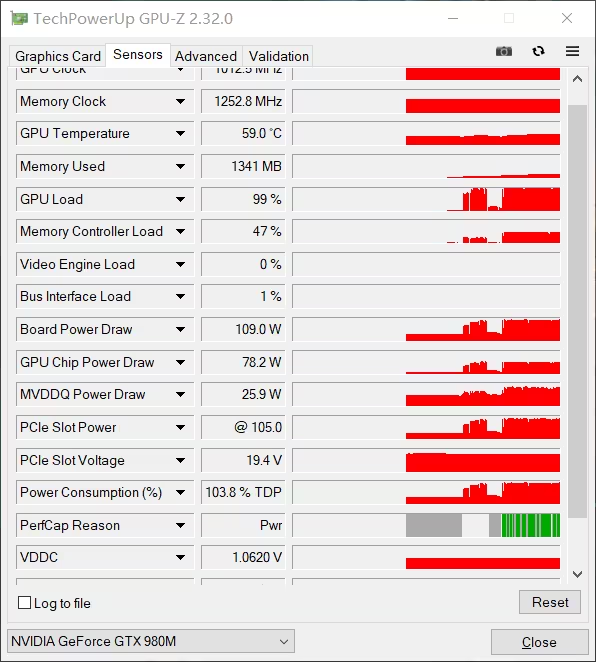 TechPowerUp GPU-Z 2.32.0
Graphics Card Sensors Advanced Validation
GPU Clock 1012.5 MHz
Memory Clock 1252.8 MHz
GPU Temperature 59.0 °C
Memory Used 1341 MB
GPU Load 99 %
Memory Controller Load 47 %
Video Engine Load 0 %
Bus Interface Load 1 %
Board Power Draw 109.0 W
GPU Chip Power Draw 78.2 W
MVDDQ Power Draw 25.9 W
PCIe Slot Power @ 105.0
PCIe Slot Voltage 19.4 V
Power Consumption (%) 103.8 % TDP
PerfCap Reason Pwr
VDDC 1.0620 V
Log to file Reset
NVIDIA GeForce GTX 980M Close